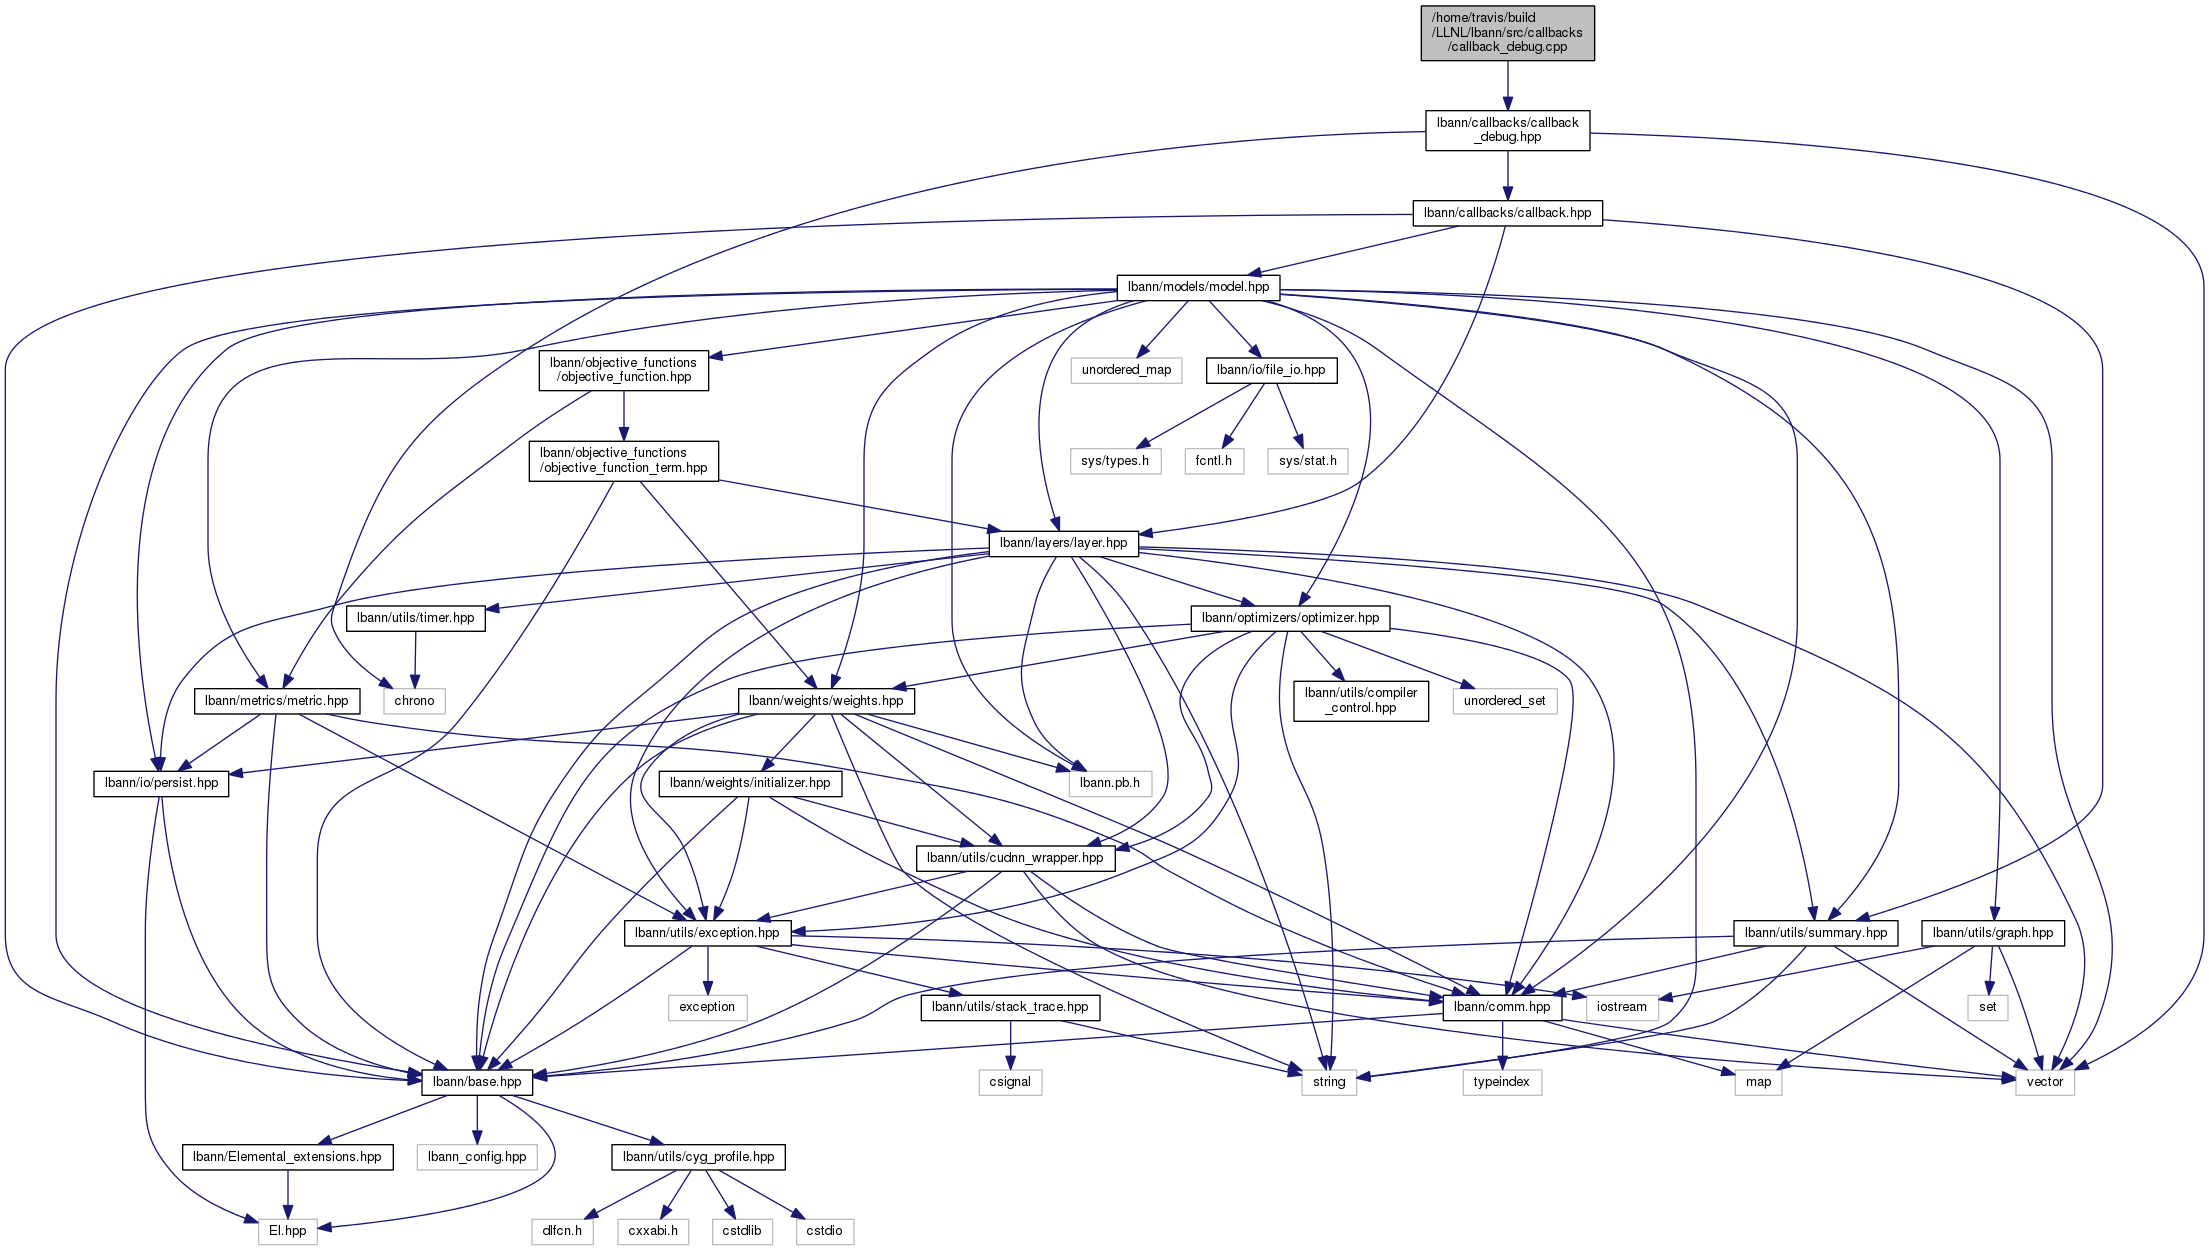 /home/travis/build
/LLNL/lbann/src/callbacks
/callback_debug.cpp
lbann/callbacks/callback
_debug.hpp
lbann/callbacks/callback.hpp
lbann/models/model.hpp
lbann/objective_functions
/objective_function.hpp
unordered_map
lbann/io/file_io.hpp
lbann/objective_functions
/objective_function_term.hpp
sys/types.h
fcntl.h
sys/stat.h
lbann/layers/layer.hpp
lbann/utils/timer.hpp
lbann/optimizers/optimizer.hpp
lbann/metrics/metric.hpp
chrono
lbann/weights/weights.hpp
lbann/utils/compiler
_control.hpp
unordered_set
lbann/io/persist.hpp
lbann/weights/initializer.hpp
lbann.pb.h
lbann/utils/cudnn_wrapper.hpp
lbann/utils/exception.hpp
lbann/utils/summary.hpp
lbann/utils/graph.hpp
exception
lbann/utils/stack_trace.hpp
lbann/comm.hpp
iostream
set
lbann/base.hpp
csignal
string
typeindex
map
vector
lbann/Elemental_extensions.hpp
lbann_config.hpp
lbann/utils/cyg_profile.hpp
El.hpp
dlfcn.h
cxxabi.h
cstdlib
cstdio